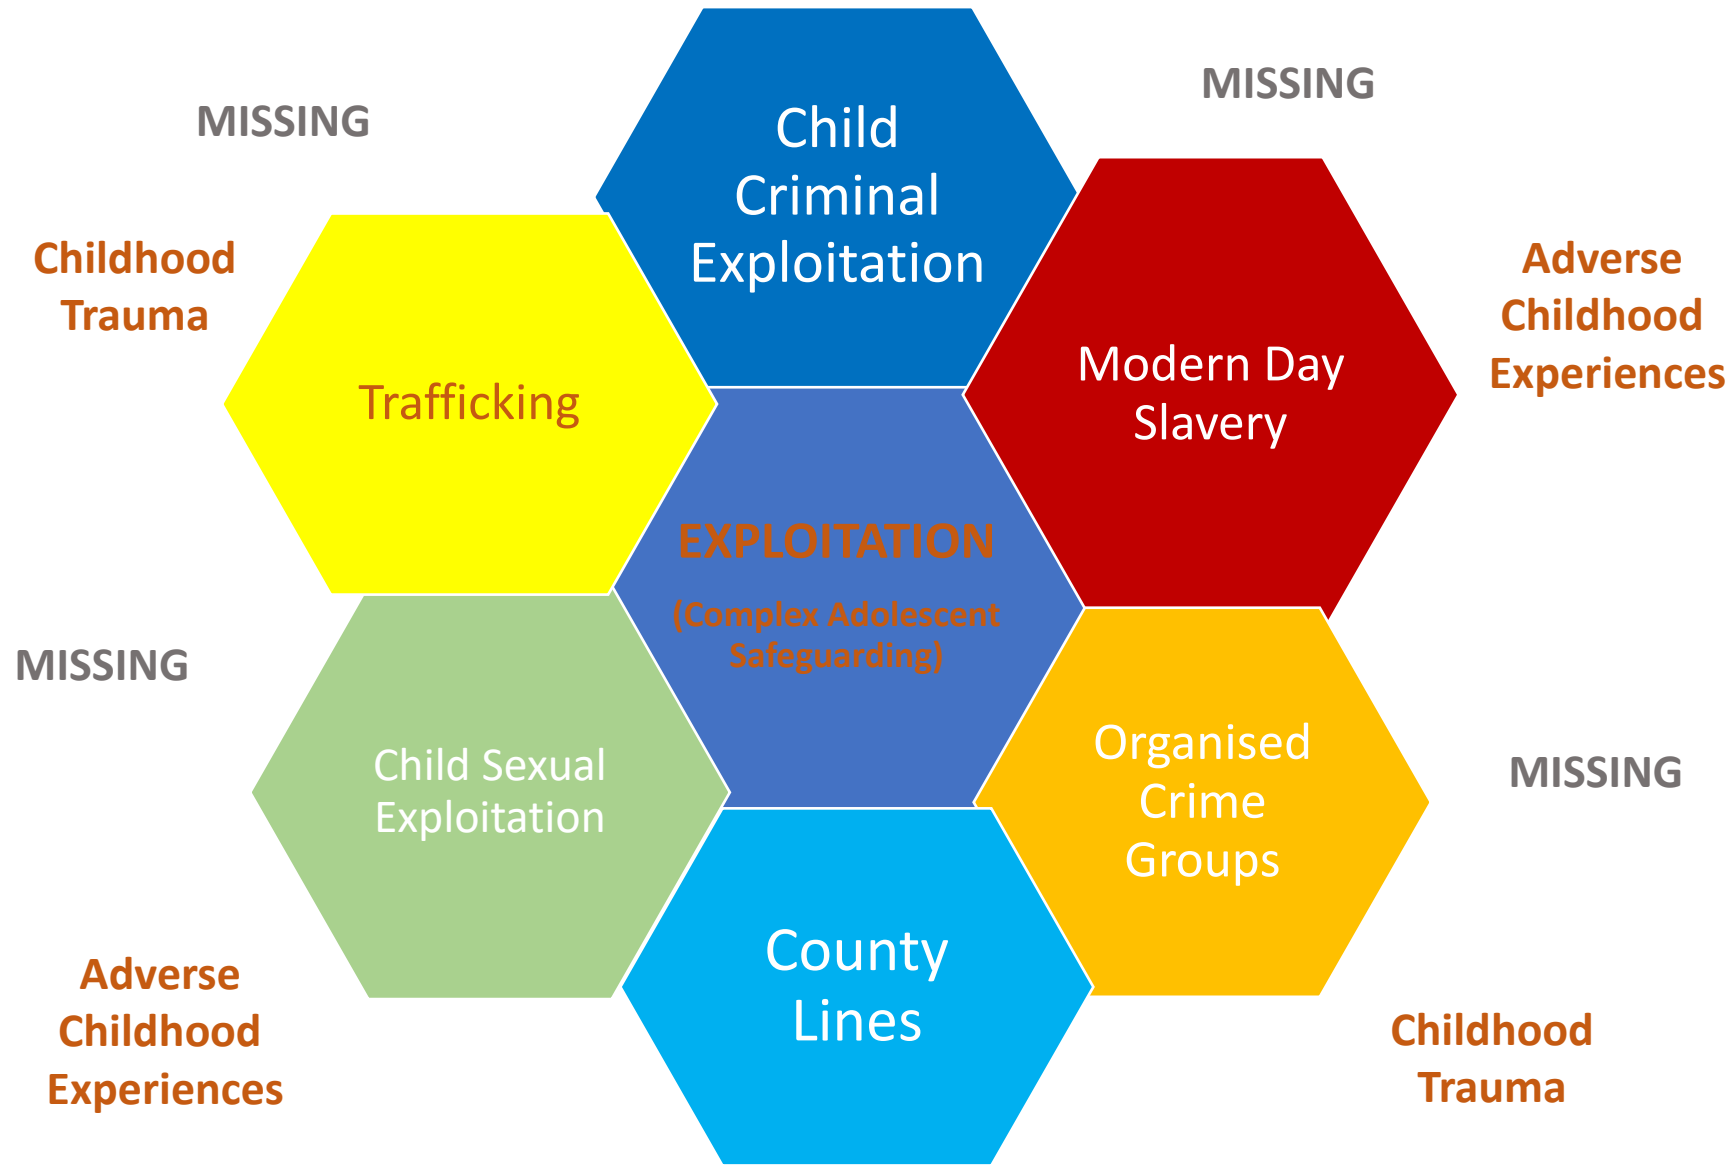 MISSING
Child
Criminal
Exploitation
MISSING
Childhood
Trauma
Trafficking
Modern Day
Slavery
Adverse
Childhood
Experiences
EXPLOITATION
(Complex Adolescent
Safeguarding)
MISSING
Child Sexual
Exploitation
Organised
Crime
Groups
MISSING
County
Lines
Adverse
Childhood
Experiences
Childhood
Trauma